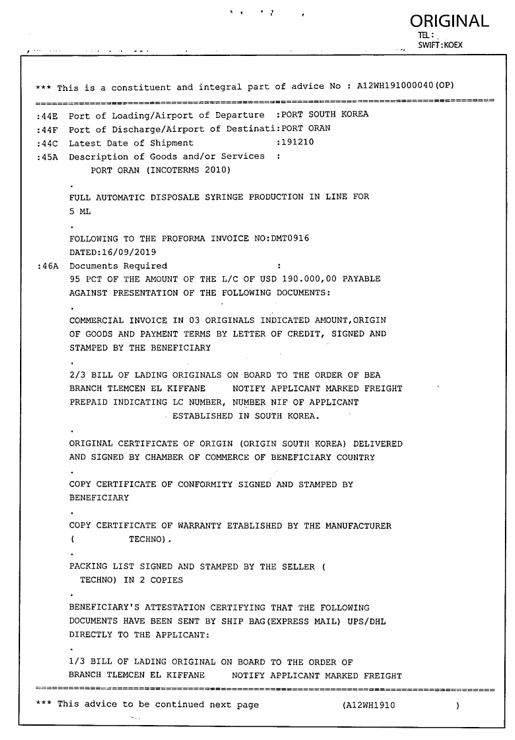 ORIGINAL
TEL :
SWIFT:KOEX
*** This is a constituent and integral part of advice No : A12WH191000040(OP)
:44E Port of Loading/Airport of Departure :PORT SOUTH KOREA
:44F Port of Discharge/Airport of Destinati:PORT ORAN
:44C Latest Date of Shipment :191210
:45A Description of Goods and/or Services :
PORT ORAN (INCOTERMS 2010)
.
FULL AUTOMATIC DISPOSALE SYRINGE PRODUCTION IN LINE FOR
5 ML
.
FOLLOWING TO THE PROFORMA INVOICE NO:DMT0916
DATED:16/09/2019
:46A Documents Required :
95 PCT OF THE AMOUNT OF THE L/C OF USD 190.000,00 PAYABLE
AGAINST PRESENTATION OF THE FOLLOWING DOCUMENTS:
.
COMMERCIAL INVOICE IN 03 ORIGINALS INDICATED AMOUNT,ORIGIN
OF GOODS AND PAYMENT TERMS BY LETTER OF CREDIT, SIGNED AND
STAMPED BY THE BENEFICIARY
.
2/3 BILL OF LADING ORIGINALS ON BOARD TO THE ORDER OF BEA
BRANCH TLEMCEN EL KIFFANE NOTIFY APPLICANT MARKED FREIGHT
PREPAID INDICATING LC NUMBER, NUMBER NIF OF APPLICANT
ESTABLISHED IN SOUTH KOREA.
.
ORIGINAL CERTIFICATE OF ORIGIN (ORIGIN SOUTH KOREA) DELIVERED
AND SIGNED BY CHAMBER OF COMMERCE OF BENEFICIARY COUNTRY
.
COPY CERTIFICATE OF CONFORMITY SIGNED AND STAMPED BY
BENEFICIARY
.
COPY CERTIFICATE OF WARRANTY ETABLISHED BY THE MANUFACTURER
( TECHNO).
.
PACKING LIST SIGNED AND STAMPED BY THE SELLER (
TECHNO) IN 2 COPIES
.
BENEFICIARY'S ATTESTATION CERTIFYING THAT THE FOLLOWING
DOCUMENTS HAVE BEEN SENT BY SHIP BAG(EXPRESS MAIL) UPS/DHL
DIRECTLY TO THE APPLICANT:
.
1/3 BILL OF LADING ORIGINAL ON BOARD TO THE ORDER OF
BRANCH TLEMCEN EL KIFFANE NOTIFY APPLICANT MARKED FREIGHT
*** This advice to be continued next page (A12WH1910 )